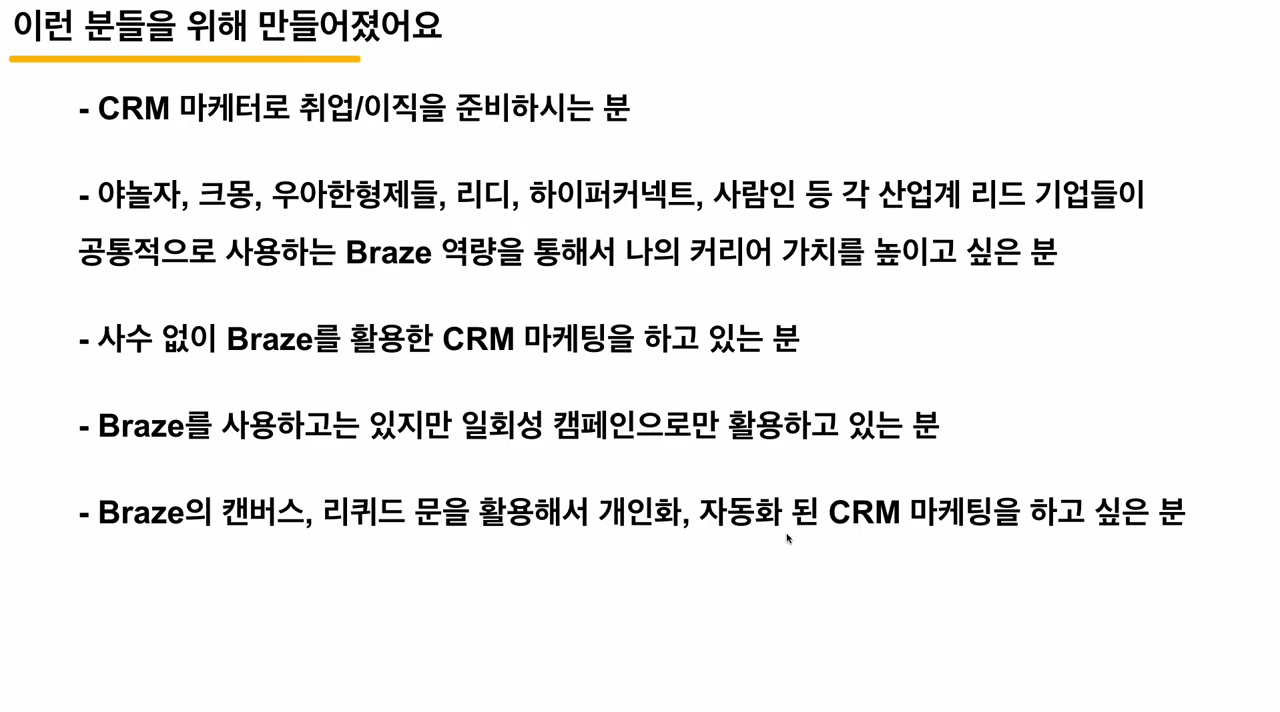 이런 분들을 위해 만들어졌어요
- CRM 마케터로 취업/이직을 준비하시는 분
- 야놀자, 크몽, 우아한형제들, 리디, 하이퍼커넥트, 사람인 등 각 산업계 리드 기업들이
공통적으로 사용하는 Braze 역량을 통해서 나의 커리어 가치를 높이고 싶은 분
- 사수 없이 Braze를 활용한 CRM 마케팅을 하고 있는 분
- Braze를 사용하고는 있지만 일회성 캠페인으로만 활용하고 있는 분
- Braze의 캔버스, 리퀴드 문을 활용해서 개인화, 자동화 된 CRM 마케팅을 하고 싶은 분